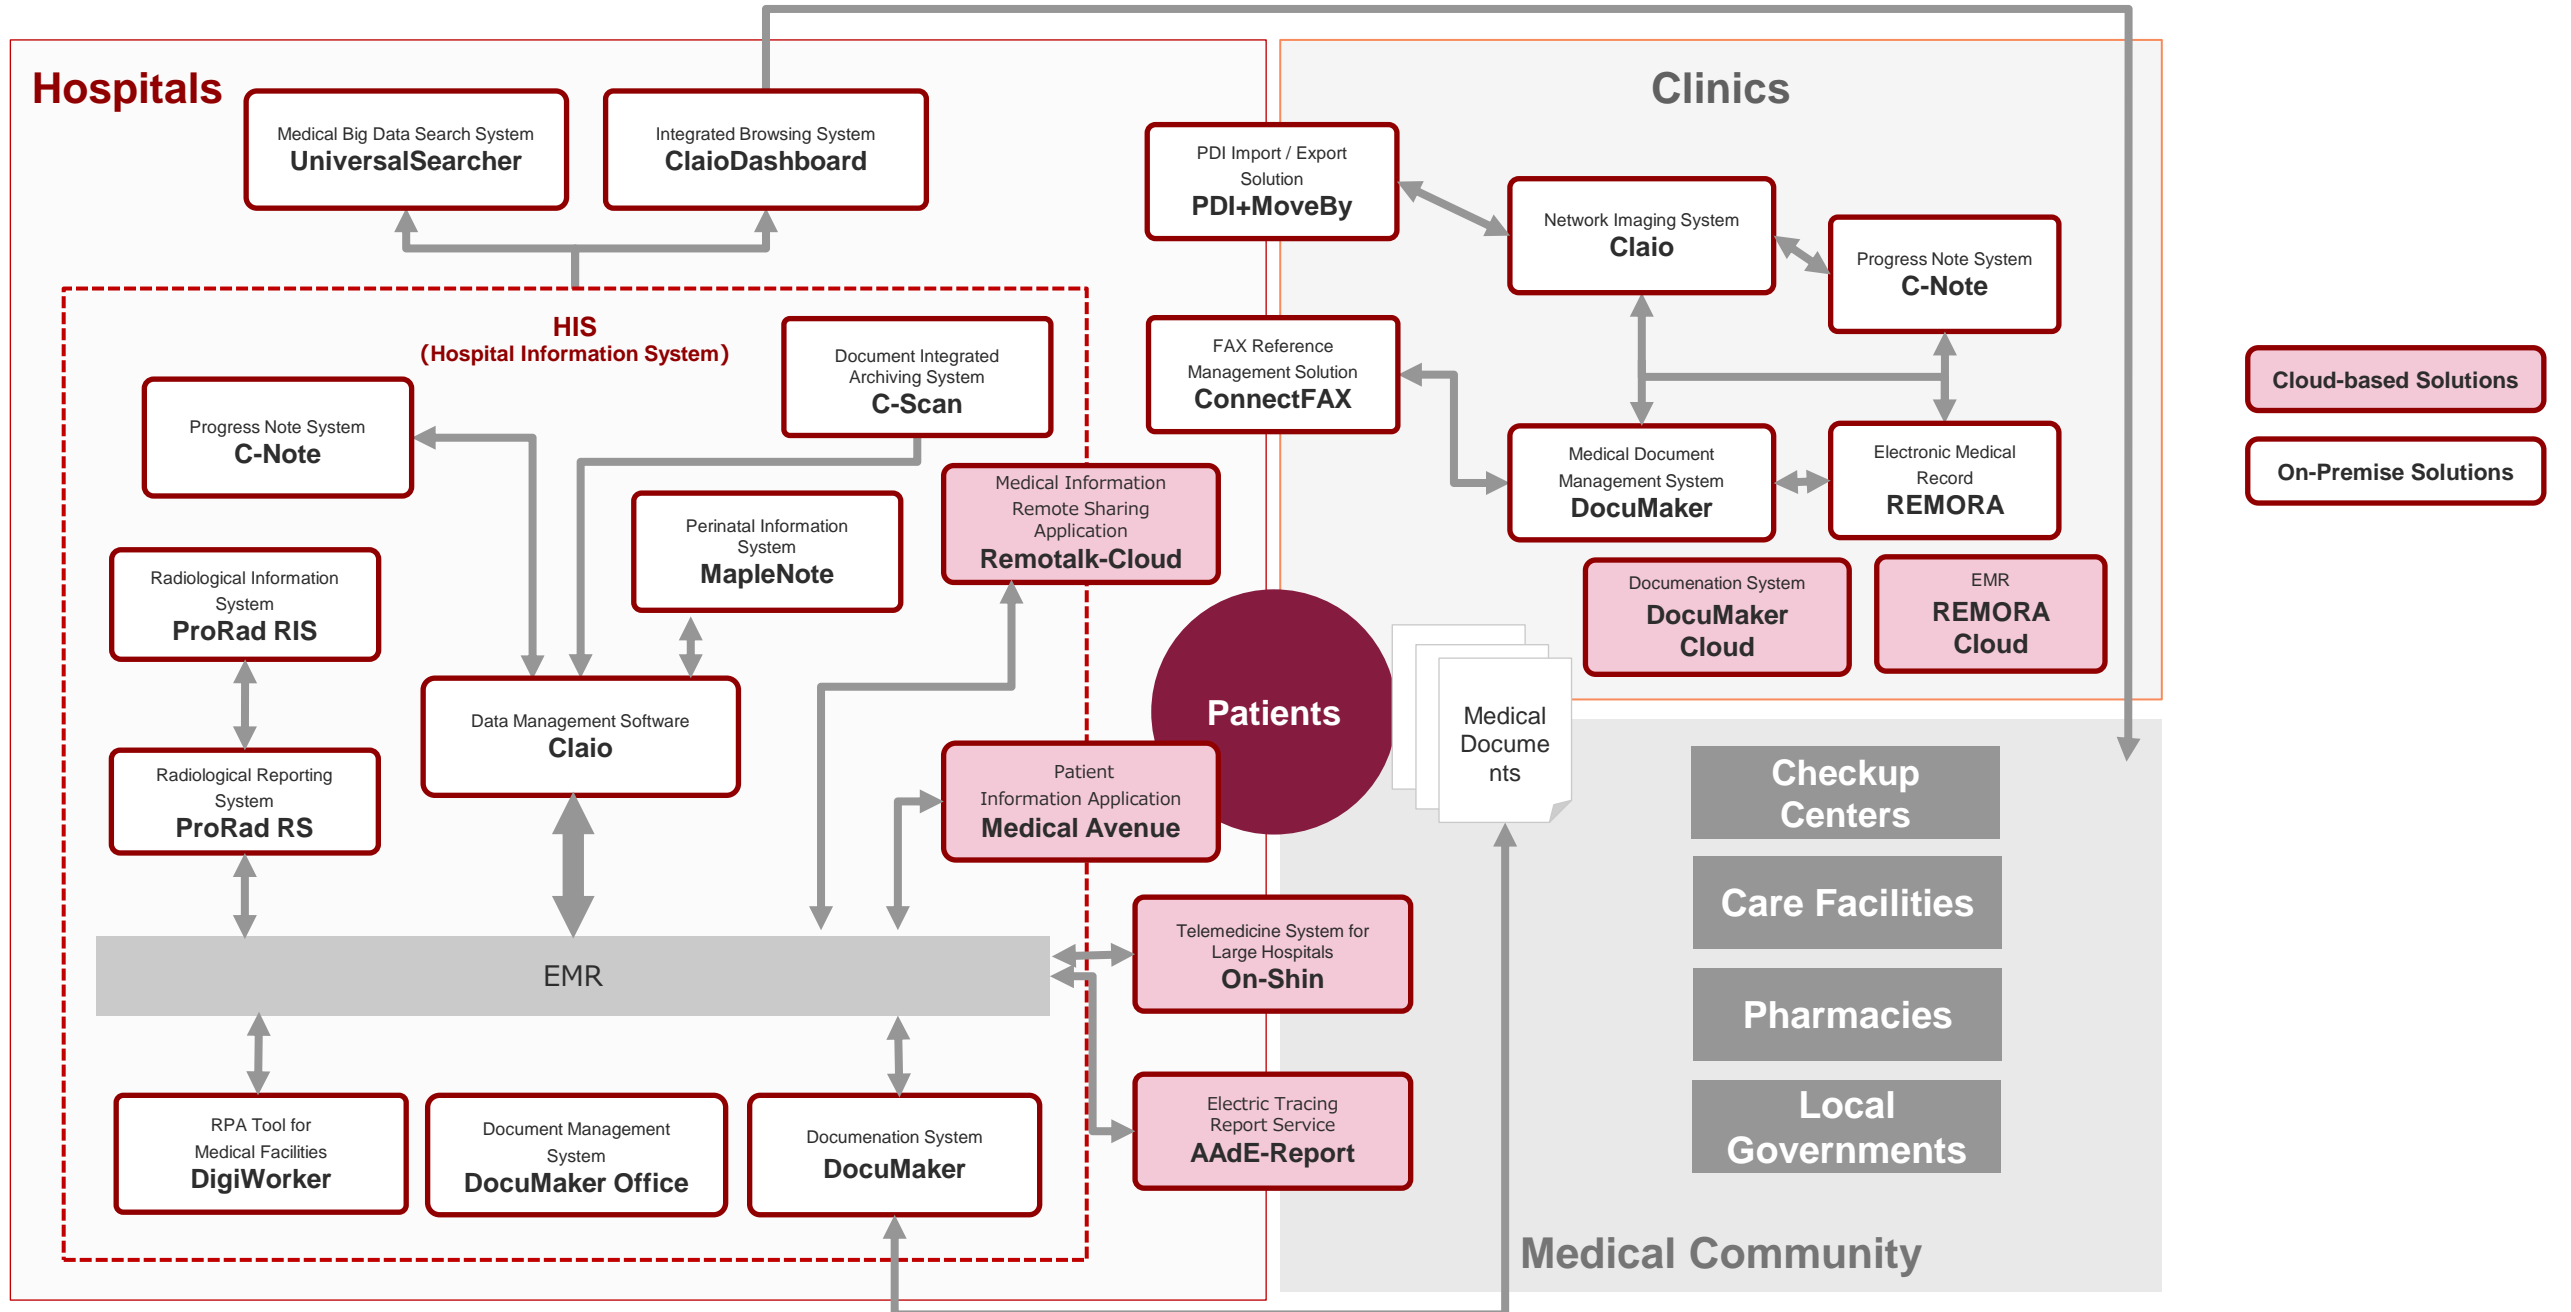 Hospitals
Medical Big Data Search System
UniversalSearcher
Integrated Browsing System
ClaioDashboard
HIS
(Hospital Information System)
Document Integrated
Archiving System
C-Scan
Progress Note System
C-Note
Perinatal Information
System
MapleNote
Medical Information
Remote Sharing
Application
Remotalk-Cloud
Radiological Information
System
ProRad RIS
Data Management Software
Claio
Radiological Reporting
System
ProRad RS
Patient
Information Application
Medical Avenue
EMR
Telemedicine System for
Large Hospitals
On-Shin
RPA Tool for
Medical Facilities
DigiWorker
Document Management
System
DocuMaker Office
Documenation System
DocuMaker
Electric Tracing
Report Service
AAdE-Report
Clinics
PDI Import / Export
Solution
PDI+MoveBy
Network Imaging System
Claio
Progress Note System
C-Note
FAX Reference
Management Solution
ConnectFAX
Medical Document
Management System
DocuMaker
Electronic Medical
Record
REMORA
Documenation System
DocuMaker
Cloud
EMR
REMORA
Cloud
Patients
Medical
Docume
nts
Checkup
Centers
Care Facilities
Pharmacies
Local
Governments
Medical Community
Cloud-based Solutions
On-Premise Solutions